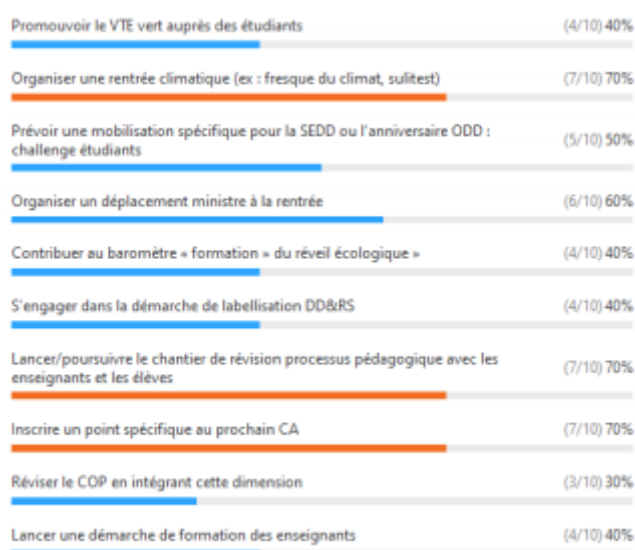 Promouvoir le VTE vert auprès des étudiants (4/10) 40%
Organiser une rentrée climatique (ex : fresque du climat, sulitest) (7/10) 70%
Prévoir une mobilisation spécifique pour la SEDD ou l'anniversaire ODD :
challenge étudiants (5/10) 50%
Organiser un déplacement ministre à la rentrée (6/10) 60%
Contribuer au baromètre « formation » du réveil écologique » (4/10) 40%
S'engager dans la démarche de labellisation DD&RS (4/10) 40%
Lancer/poursuivre le chantier de révision processus pédagogique avec les
enseignants et les élèves (7/10) 70%
Inscrire un point spécifique au prochain CA (7/10) 70%
Réviser le COP en intégrant cette dimension (3/10) 30%
Lancer une démarche de formation des enseignants (4/10) 40%